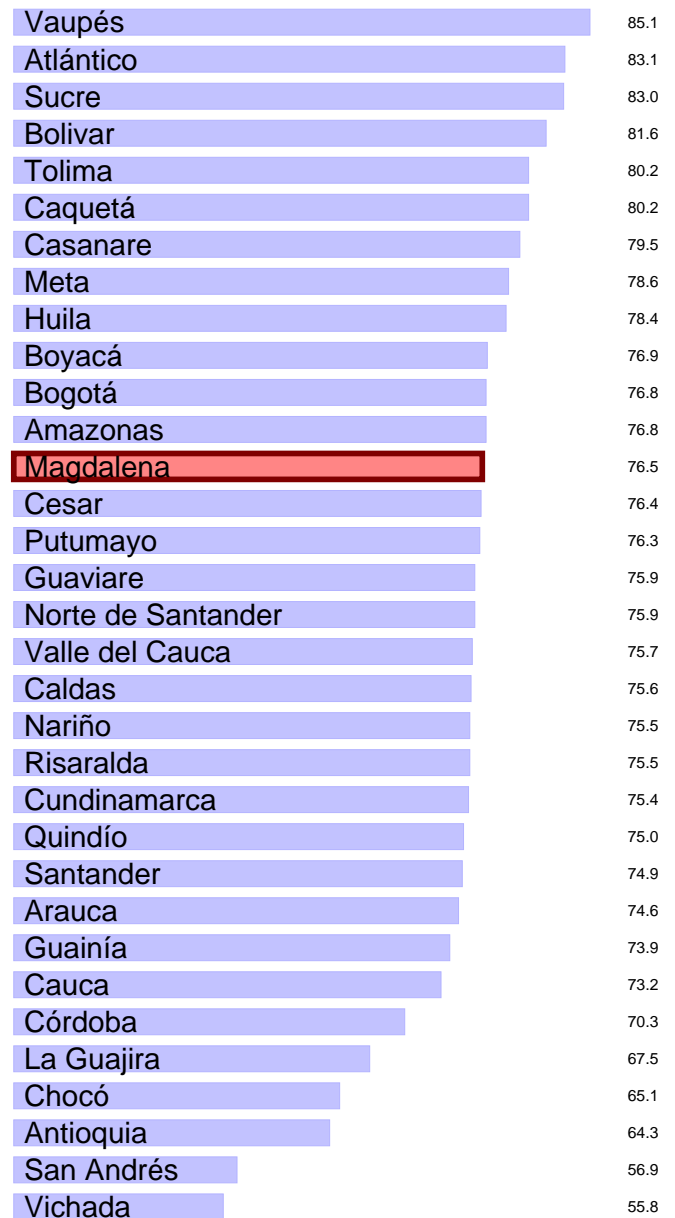 Vaupés 85.1
Atlántico 83.1
Sucre 83.0
Bolivar 81.6
Tolima 80.2
Caquetá 80.2
Casanare 79.5
Meta 78.6
Huila 78.4
Boyacá 76.9
Bogotá 76.8
Amazonas 76.8
Magdalena 76.5
Cesar 76.4
Putumayo 76.3
Guaviare 75.9
Norte de Santander 75.9
Valle del Cauca 75.7
Caldas 75.6
Nariño 75.5
Risaralda 75.5
Cundinamarca 75.4
Quindío 75.0
Santander 74.9
Arauca 74.6
Guainía 73.9
Cauca 73.2
Córdoba 70.3
La Guajira 67.5
Chocó 65.1
Antioquia 64.3
San Andrés 56.9
Vichada 55.8